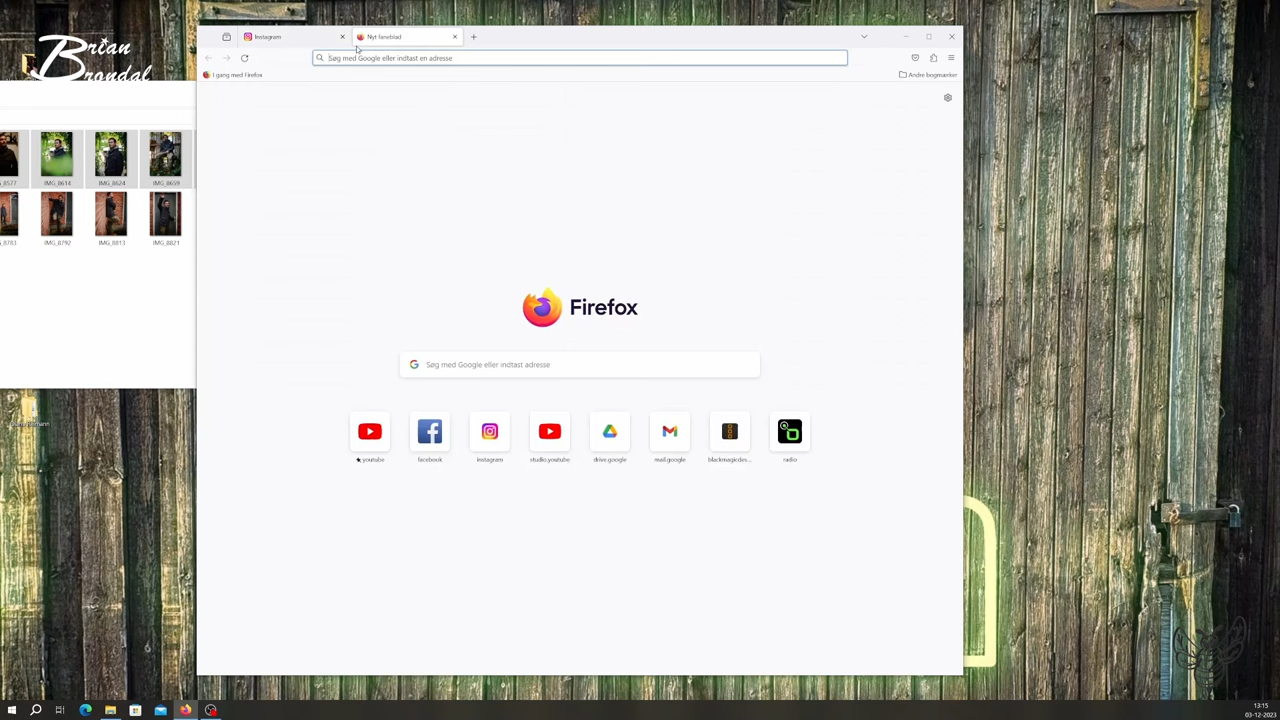 Brian
Brondal
Instagram
Nyt faneblad
Søg med Google eller indtast en adresse
I gang med Firefox
Andre bogmærker
IMG_8614
IMG_8624
IMG_8659
IMG_8792
IMG_8813
IMG_8821
Firefox
Søg med Google eller indtast adresse
youtube
facebook
instagram
studio.youtube
drive.google
mail.google
blackmagicdes...
radio
13:15
03-12-2023